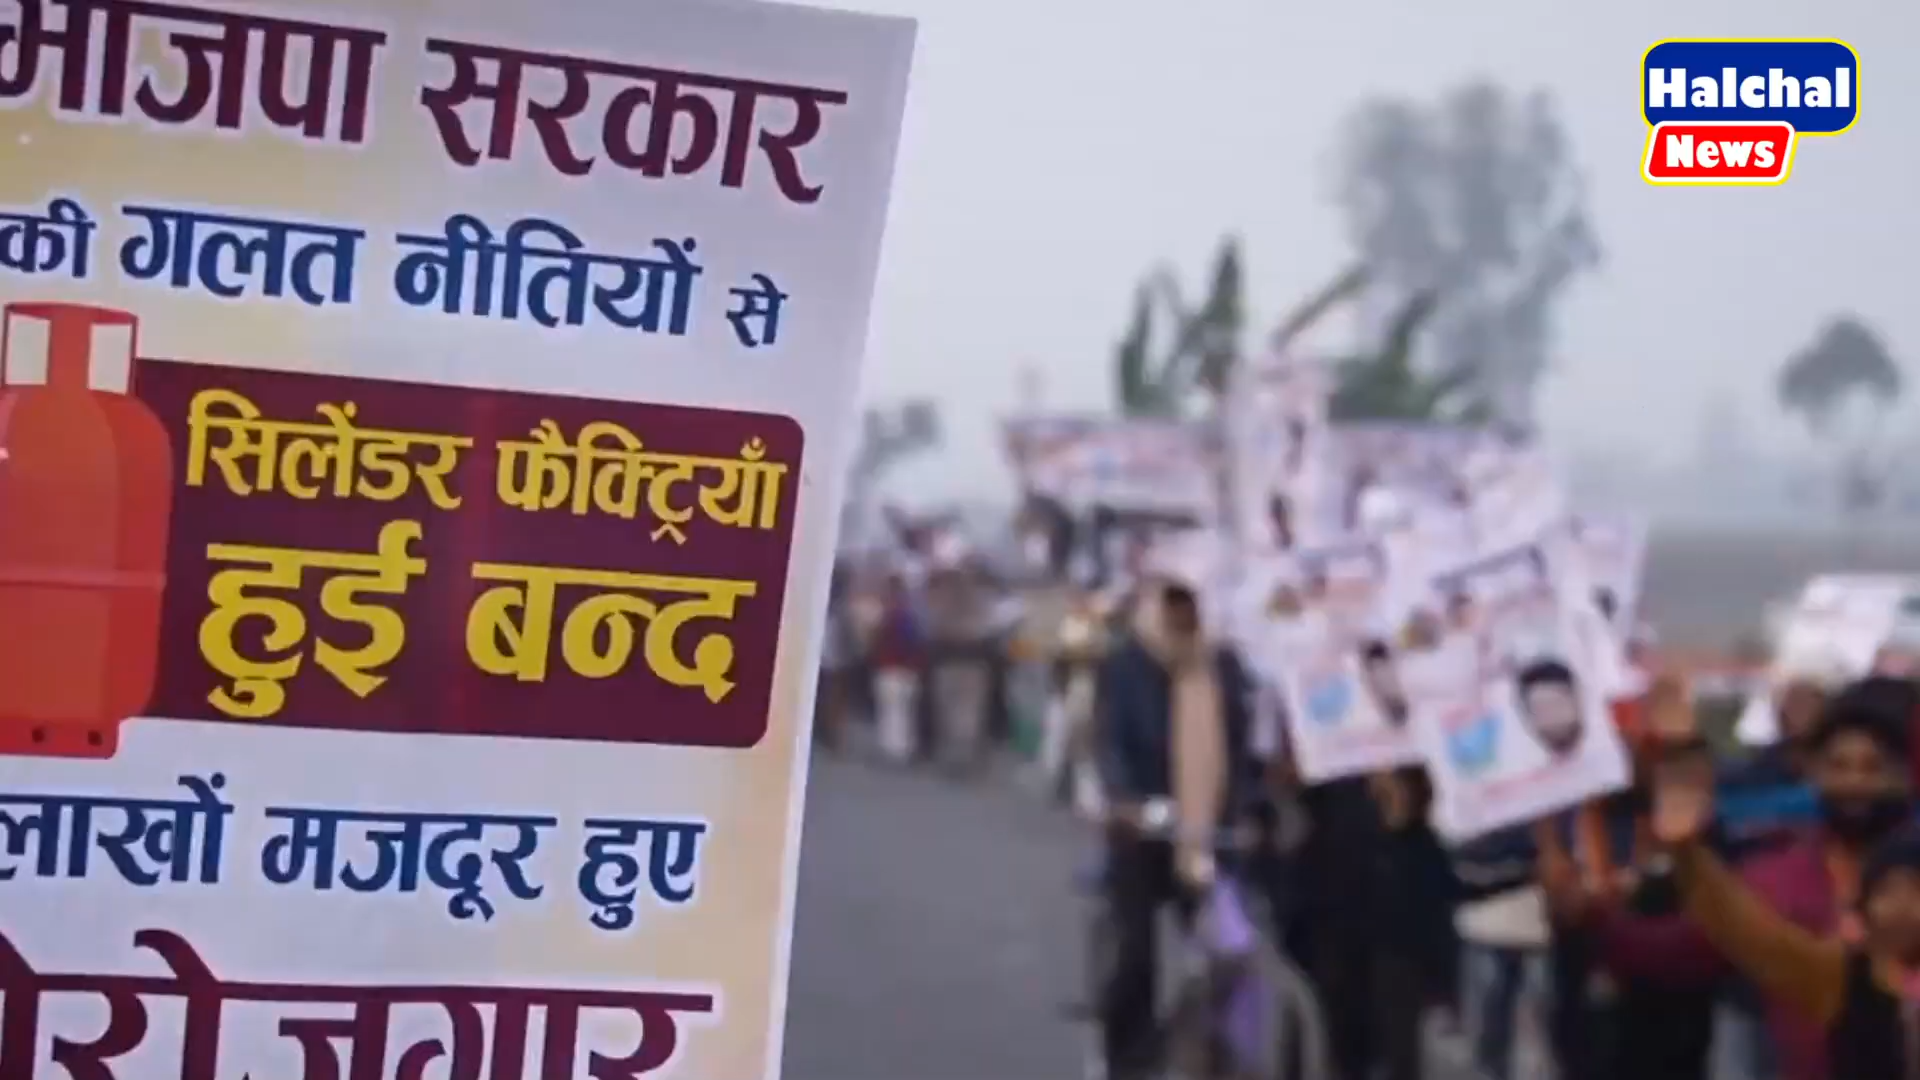 भाजपा सरकार
की गलत नीतियों से
सिलेंडर फैक्ट्रियाँ
हुई बन्द
लाखों मजदूर हुए
Halchal
News